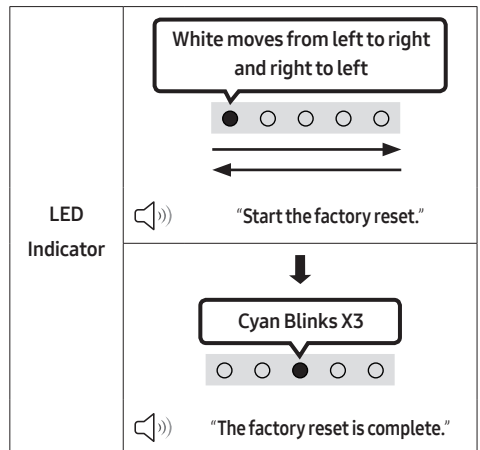 White moves from left to right
and right to left
LED
Indicator
“Start the factory reset.”
Cyan Blinks X3
“The factory reset is complete.”